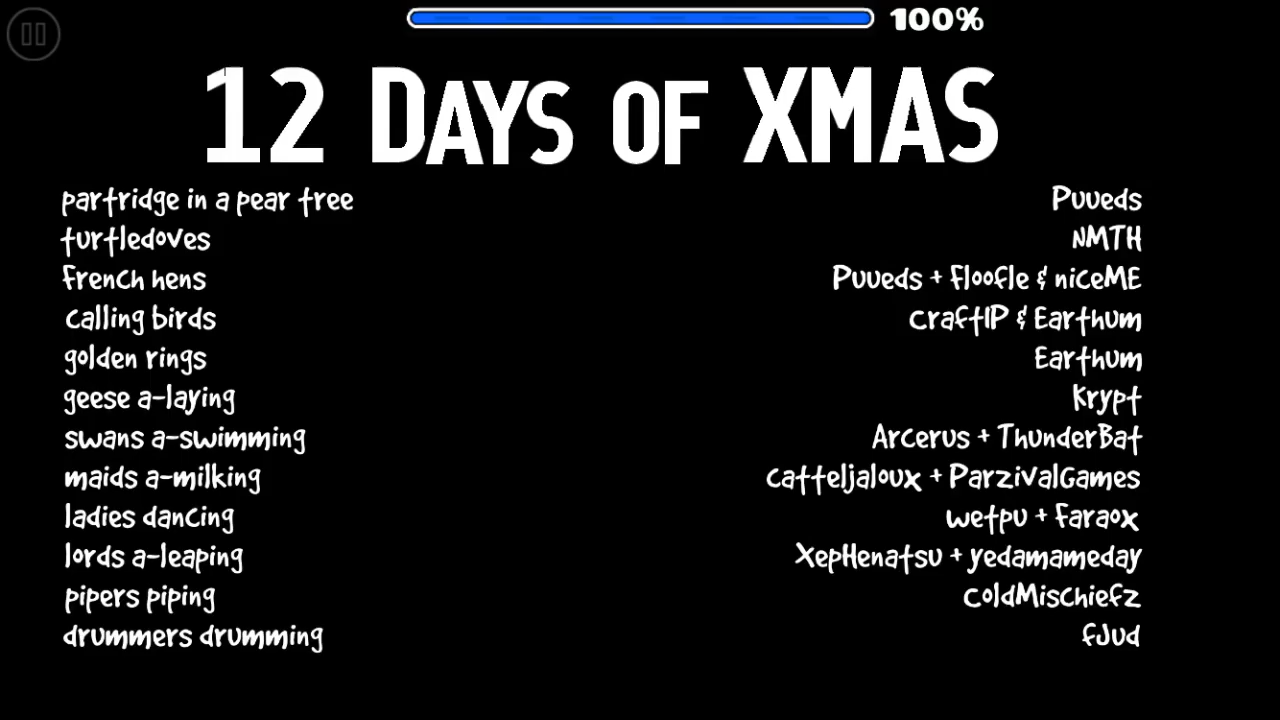 100%
12 Days of XMAS
partridge in a pear tree Puueds
turtledoves NMTH
french hens Puueds + floofle & niceME
calling birds craftIP & Earthum
golden rings Earthum
geese a-laying Krypt
swans a-swimming Arcerus + ThunderBat
maids a-milking catteljaloux + ParzivalGames
ladies dancing wetpu + faraox
lords a-leaping XepHenatsu + yedamameday
pipers piping coldMischiefz
drummers drumming fJud